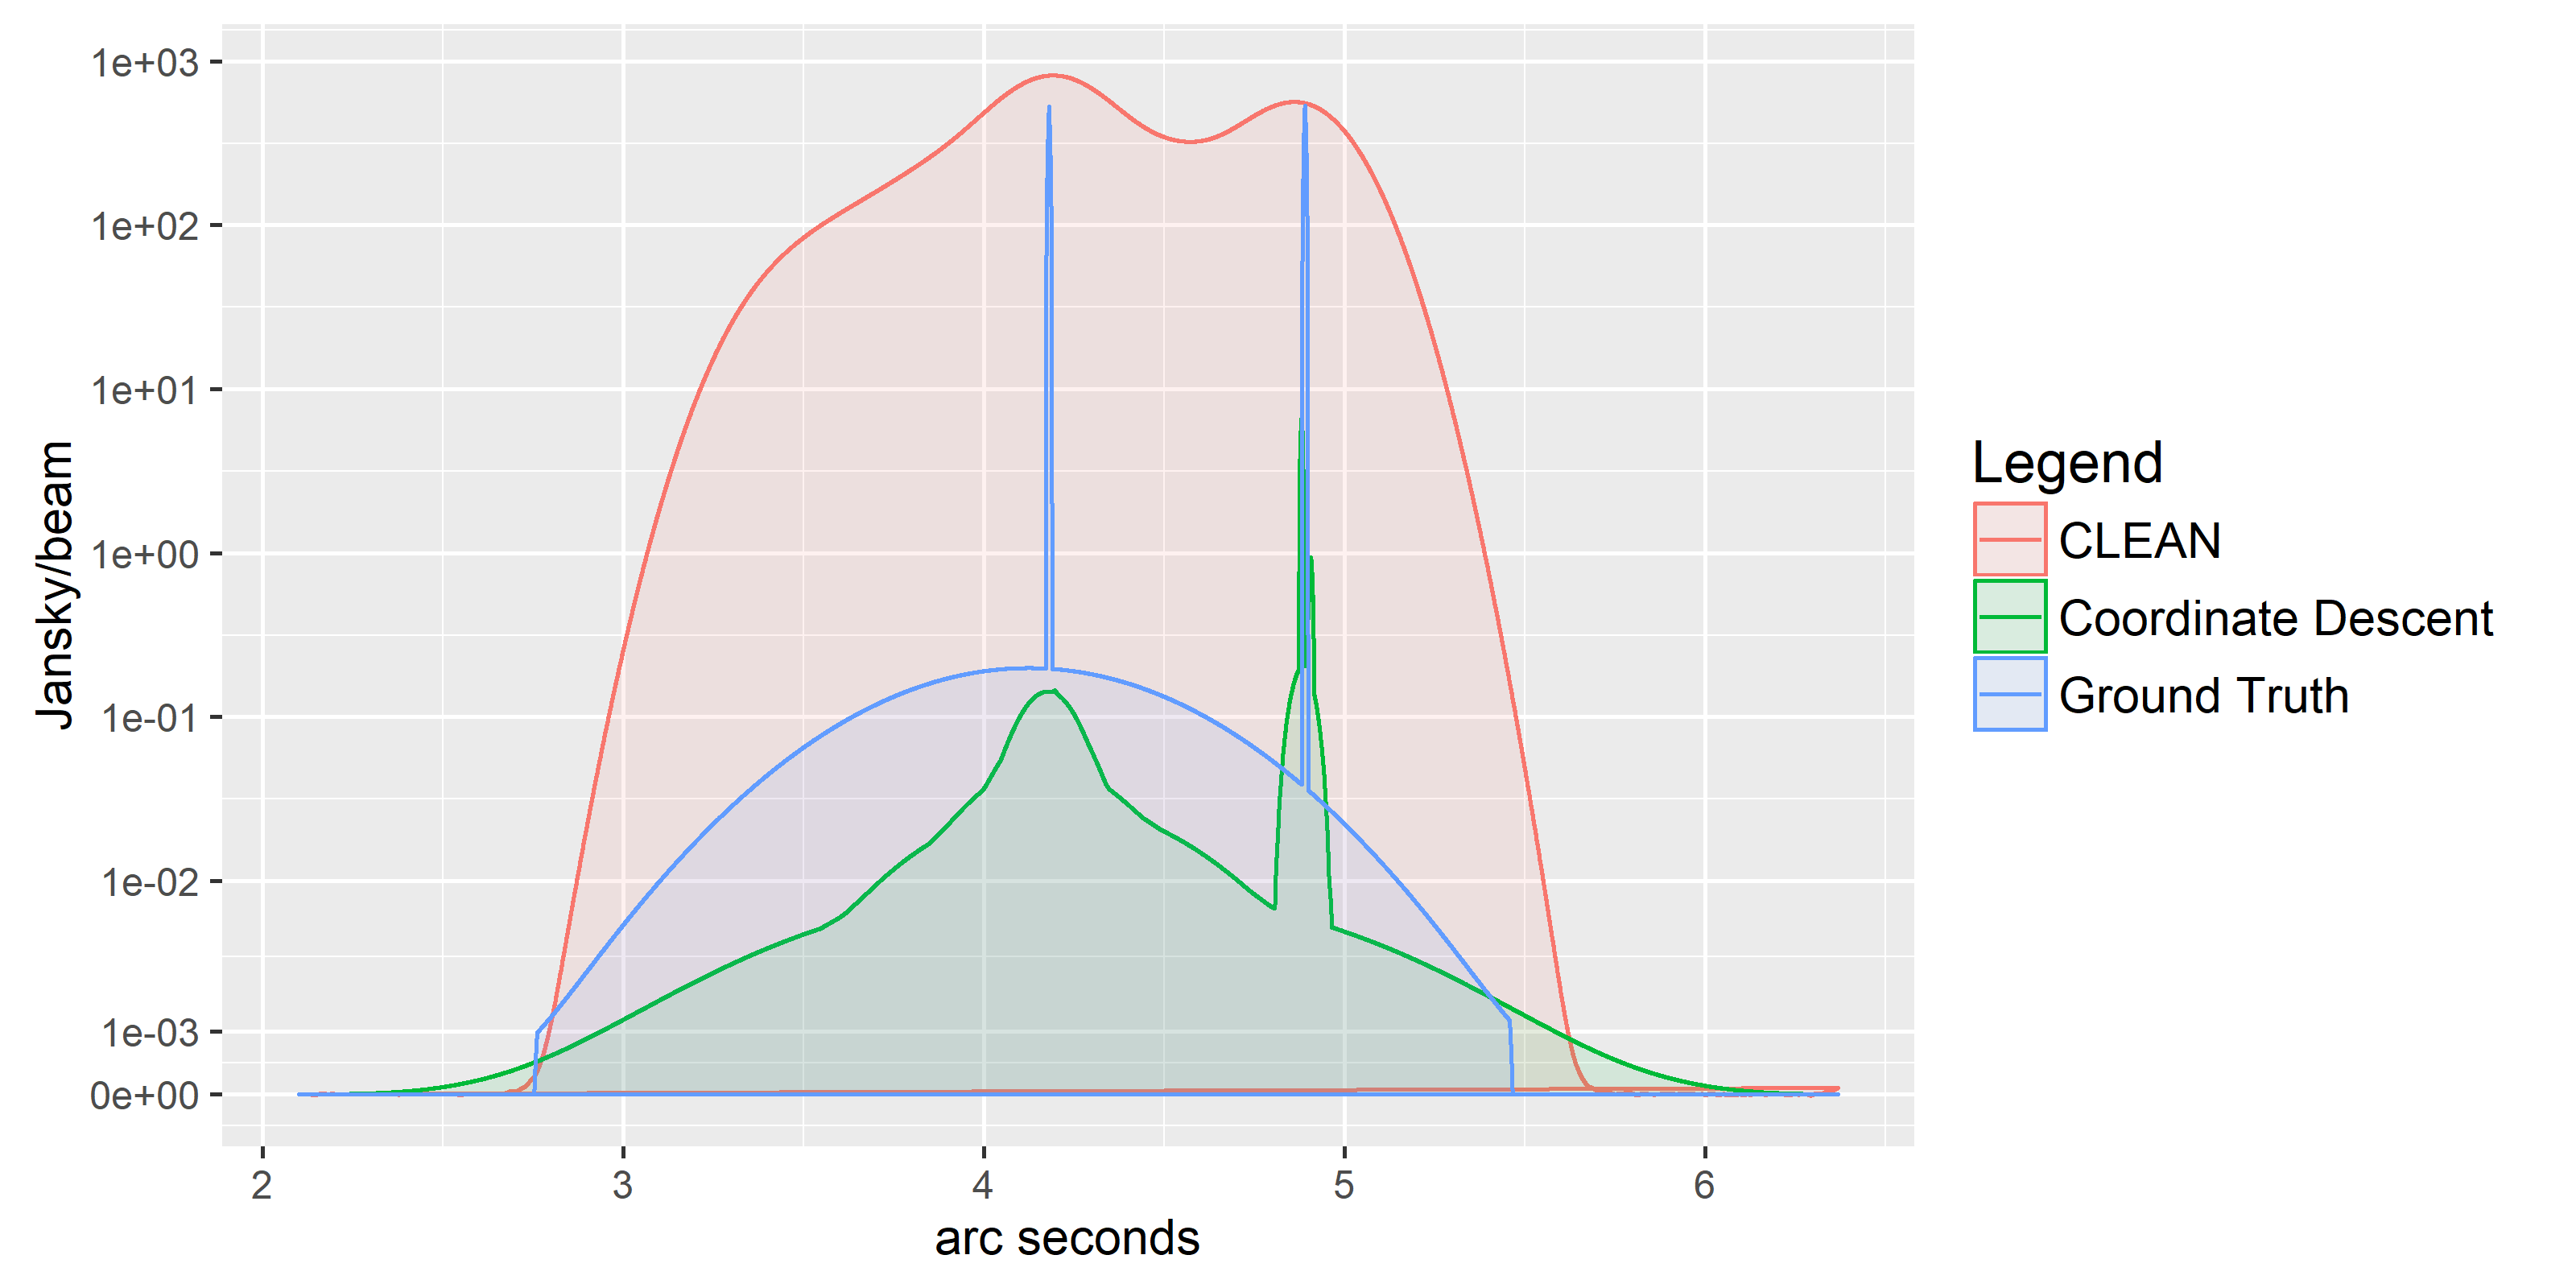 1e+03
1e+02
1e+01
1e+00
1e-01
1e-02
1e-03
0e+00
Jansky/beam
2 3 4 5 6
arc seconds
Legend
CLEAN
Coordinate Descent
Ground Truth